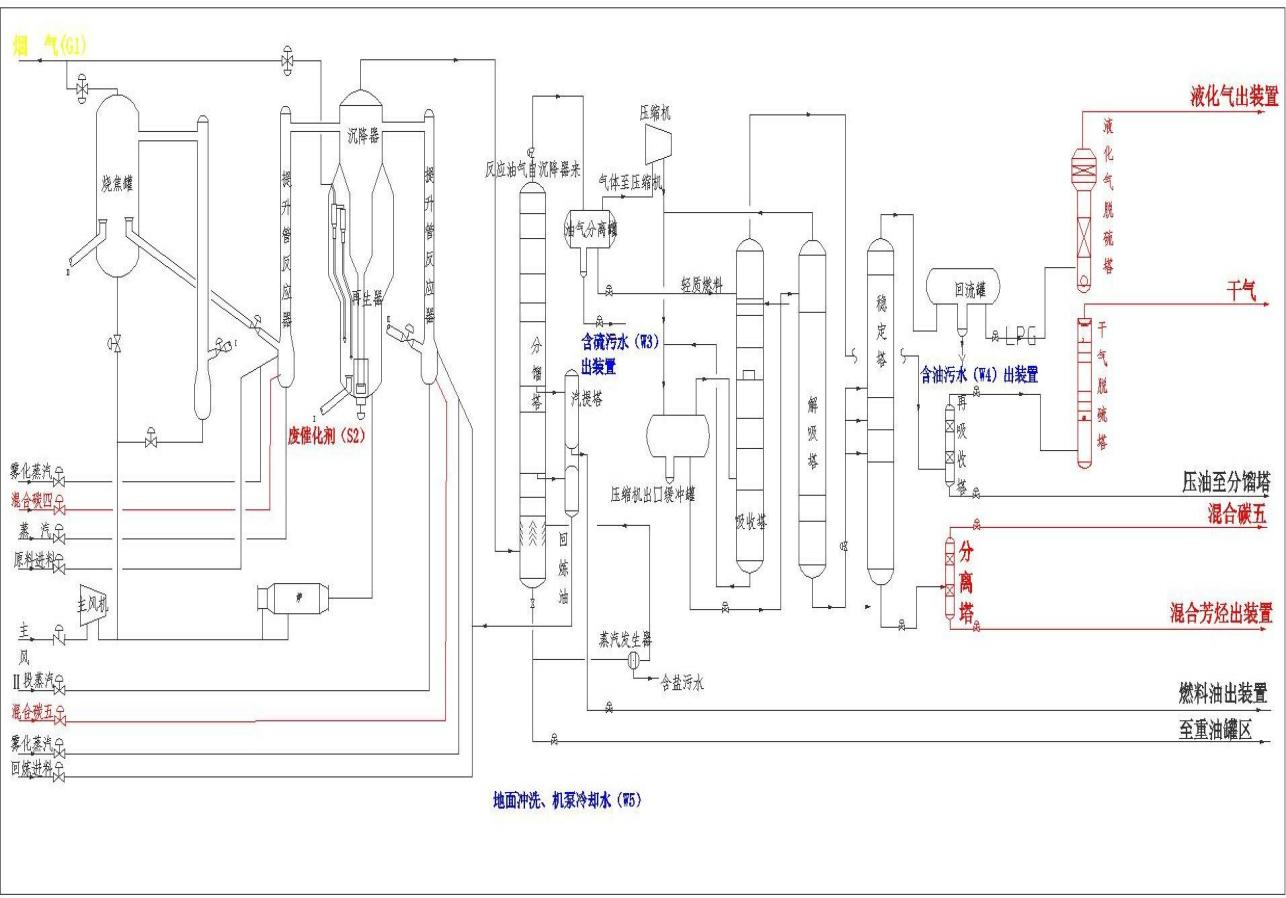 烟 气(G1)
烧焦罐
提升管反应器
沉降器
再生器
提升管反应器
废催化剂（S2）
雾化蒸汽
混合碳四
蒸 汽
原料进料
主风机
炉
主风
Ⅱ段蒸汽
混合碳五
雾化蒸汽
回炼进料
反应油气自沉降器来
压缩机
气体至压缩机
油气分离罐
轻质燃料
含硫污水（W3）
出装置
分馏塔
汽提塔
回炼油
压缩机出口缓冲罐
吸收塔
解吸塔
稳定塔
蒸汽发生器
含盐污水
回流罐
LPG
含油污水（W4）出装置
再吸收塔
分离塔
液化气出装置
液化气脱硫塔
干气
干气脱硫塔
压油至分馏塔
混合碳五
混合芳烃出装置
燃料油出装置
至重油罐区
地面冲洗、机泵冷却水（W5）